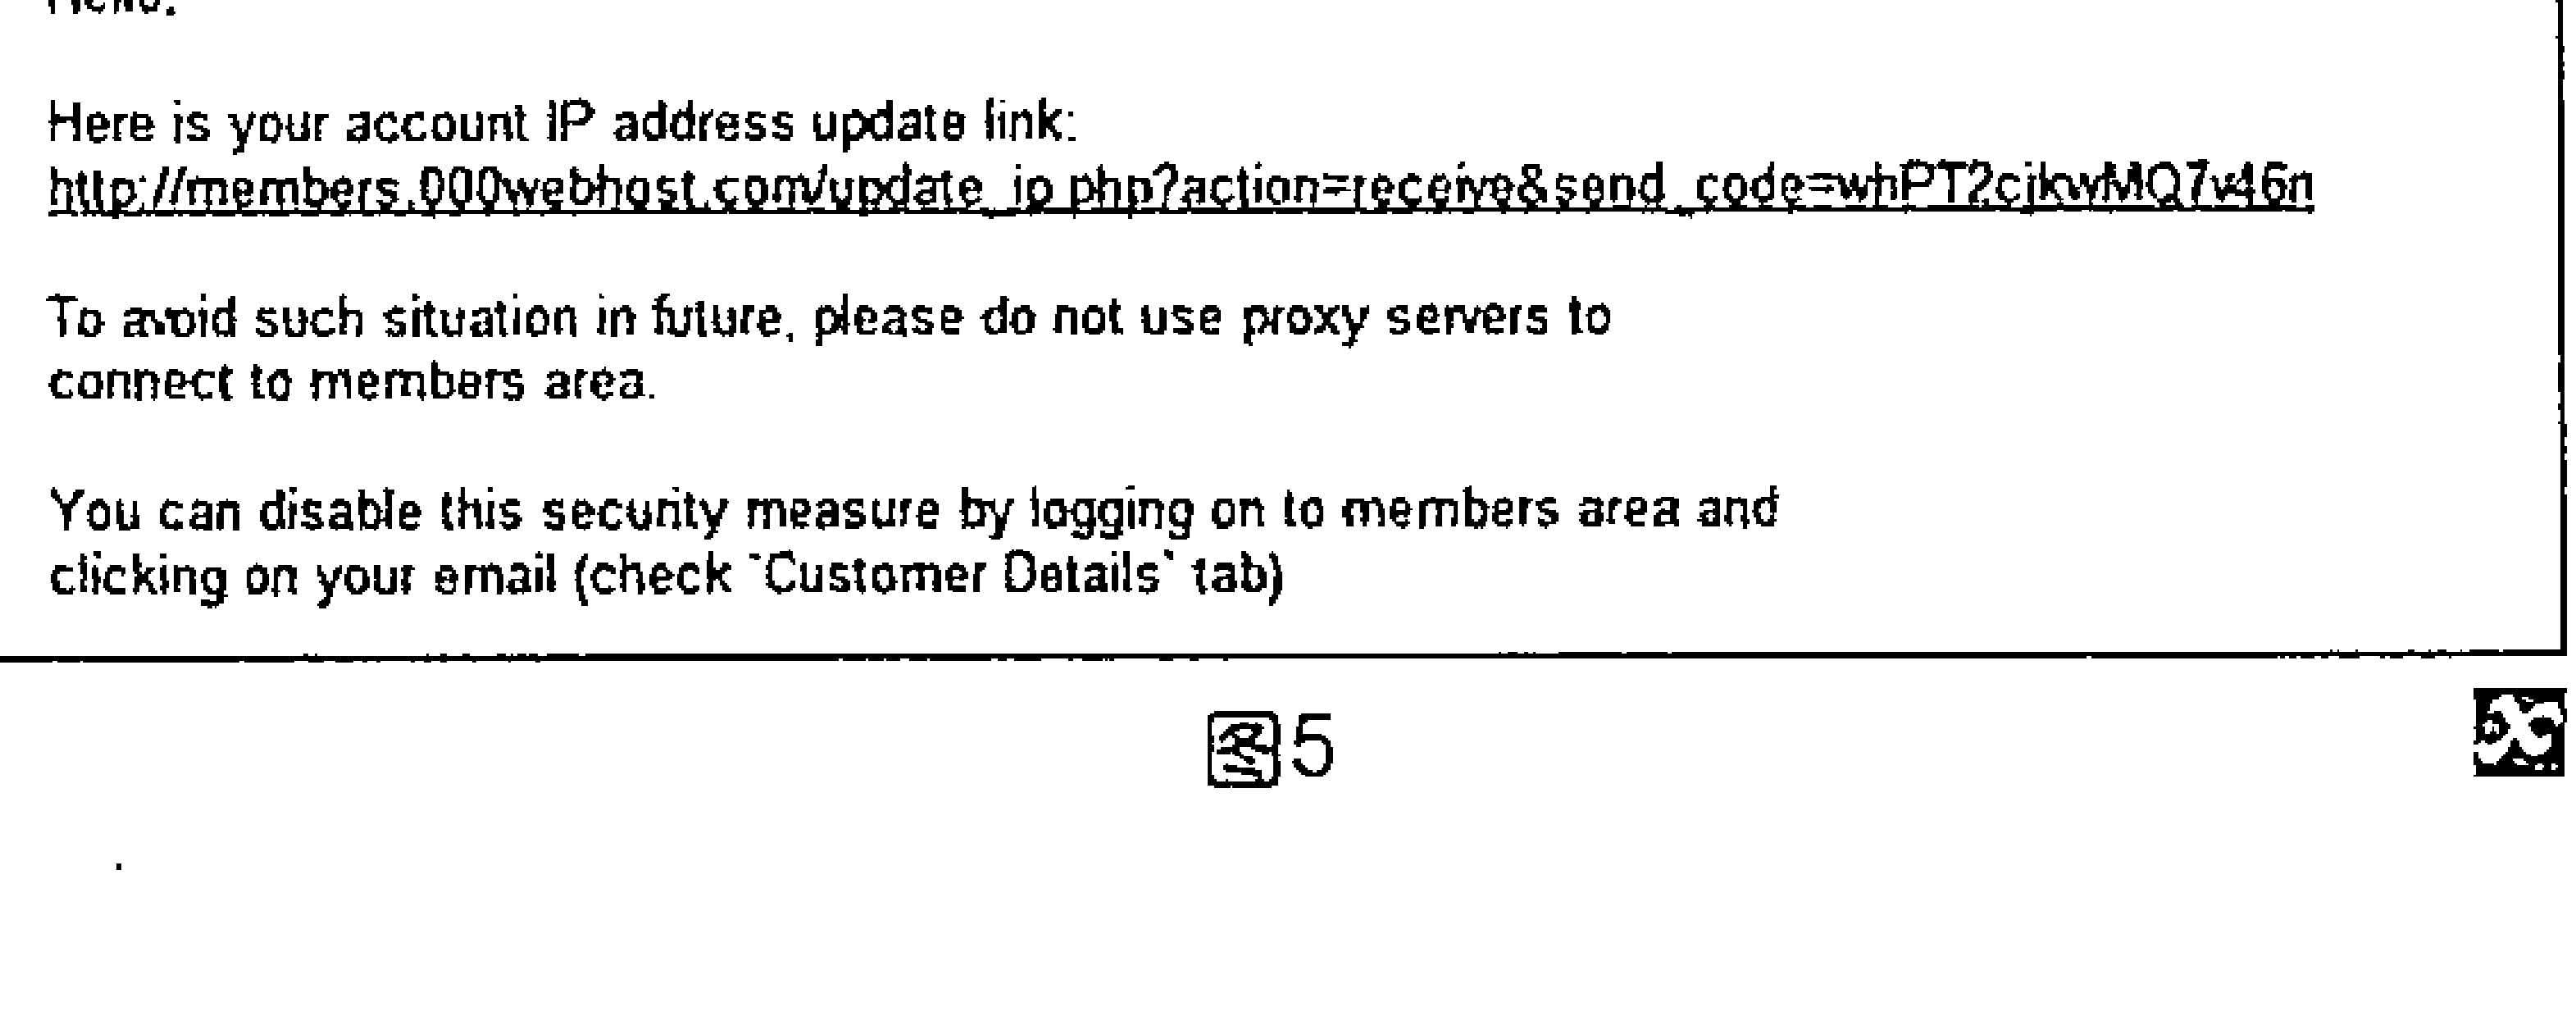 Hello.
Here is your account IP address update link:
http://members.000webhost.com/update_ip.php?action=receive&send_code=whPT2cjkwMQ7v46n
To avoid such situation in future, please do not use proxy servers to
connect to members area.
You can disable this security measure by logging on to members area and
clicking on your email (check `Customer Details` tab)
图5